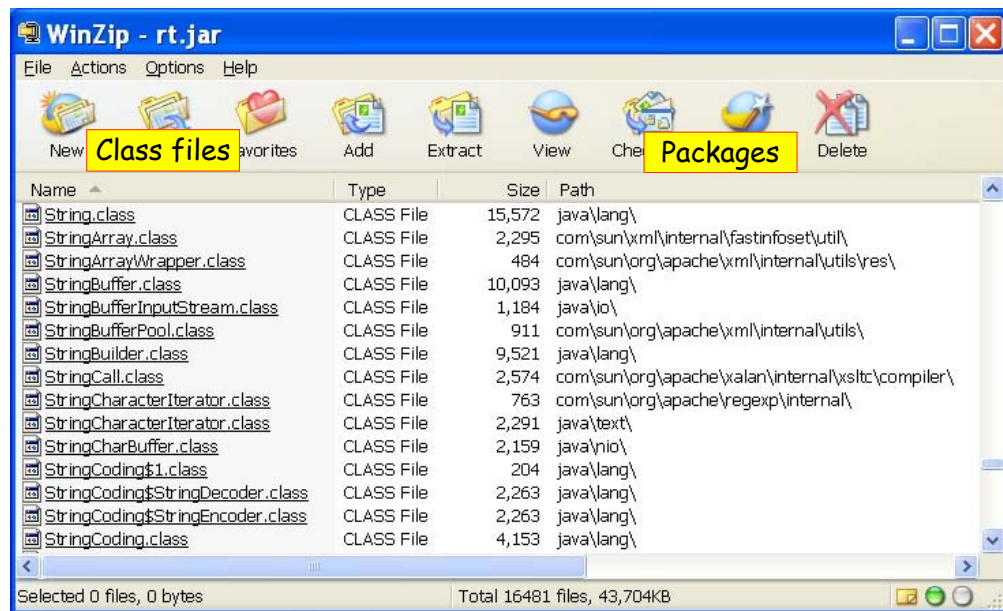 WinZip - rt.jar
File Actions Options Help
New Favorites Add Extract View Delete
Class files
Packages
Name Type Size Path
String.class CLASS File 15,572 java\lang\
StringArray.class CLASS File 2,295 com\sun\xml\internal\fastinfoset\util\
StringArrayWrapper.class CLASS File 484 com\sun\org\apache\xml\internal\utils\res\
StringBuffer.class CLASS File 10,093 java\lang\
StringBufferInputStream.class CLASS File 1,184 java\io\
StringBufferPool.class CLASS File 911 com\sun\org\apache\xml\internal\utils\
StringBuilder.class CLASS File 9,521 java\lang\
StringCall.class CLASS File 2,574 com\sun\org\apache\xalan\internal\xsltc\compiler\
StringCharacterIterator.class CLASS File 763 com\sun\org\apache\regexp\internal\
StringCharacterIterator.class CLASS File 2,291 java\text\
StringCharBuffer.class CLASS File 2,159 java\nio\
StringCoding$1.class CLASS File 204 java\lang\
StringCoding$StringDecoder.class CLASS File 2,263 java\lang\
StringCoding$StringEncoder.class CLASS File 2,263 java\lang\
StringCoding.class CLASS File 4,153 java\lang\
Selected 0 files, 0 bytes Total 16481 files, 43,704KB